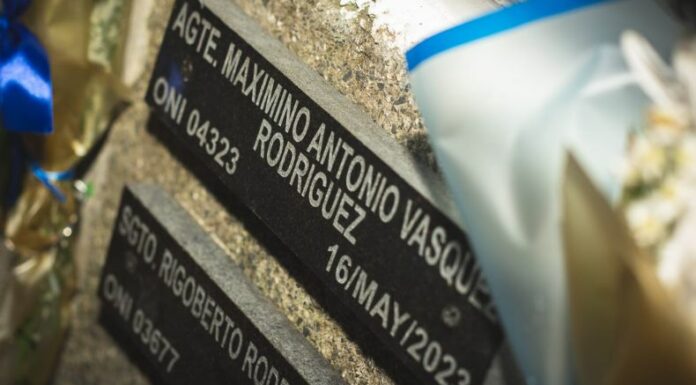 AGTE. MAXIMINO ANTONIO VASQUEZ
RODRIGUEZ
ONI 04323
16/MAY/2023
SGTO. RIGOBERTO
ONI 03677